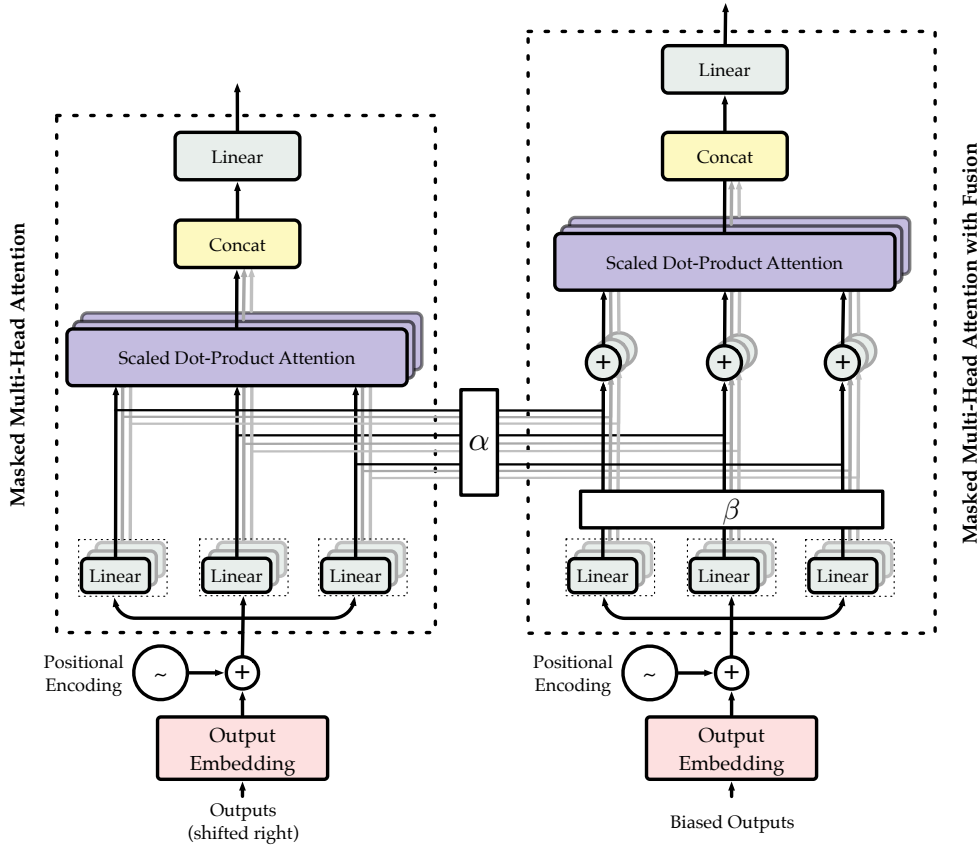 Masked Multi-Head Attention
Linear
Concat
Scaled Dot-Product Attention
Linear
Linear
Linear
Positional
Encoding
~
+
Output
Embedding
Outputs
(shifted right)
α
Masked Multi-Head Attention with Fusion
Linear
Concat
Scaled Dot-Product Attention
+
+
+
β
Linear
Linear
Linear
Positional
Encoding
~
+
Output
Embedding
Biased Outputs